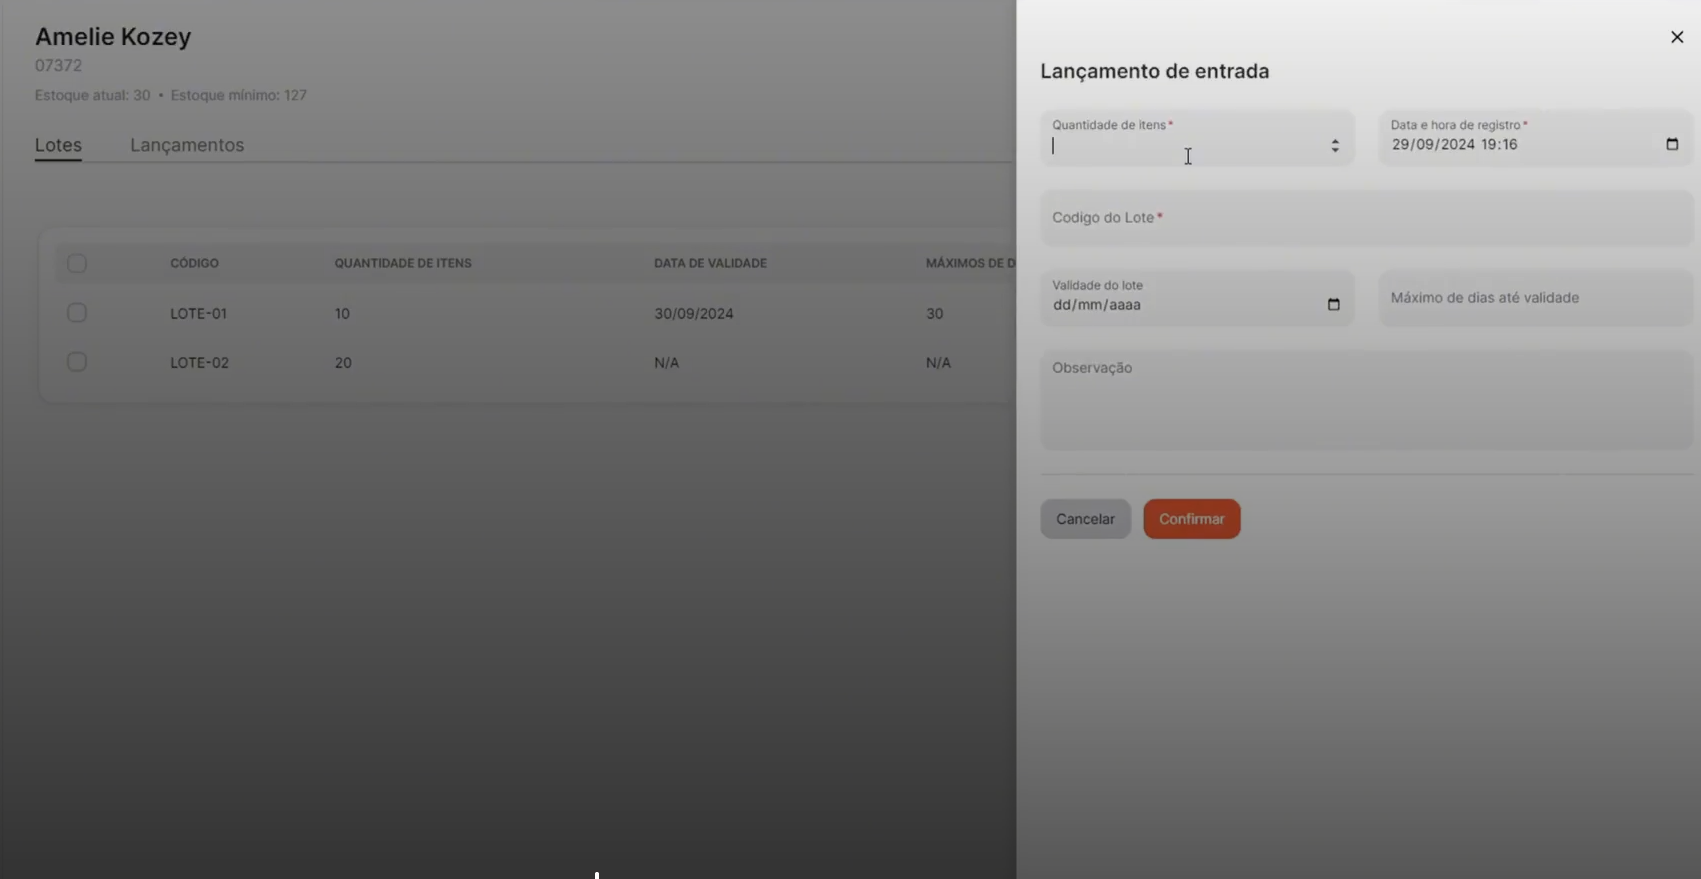 Amelie Kozey
07372
Estoque atual: 30 • Estoque mínimo: 127
Lotes Lançamentos
CÓDIGO QUANTIDADE DE ITENS DATA DE VALIDADE MÁXIMOS DE D
LOTE-01 10 30/09/2024 30
LOTE-02 20 N/A N/A
Lançamento de entrada
Quantidade de itens* Data e hora de registro*
29/09/2024 19:16
Codigo do Lote*
Validade do lote
dd/mm/aaaa Máximo de dias até validade
Observação
Cancelar Confirmar